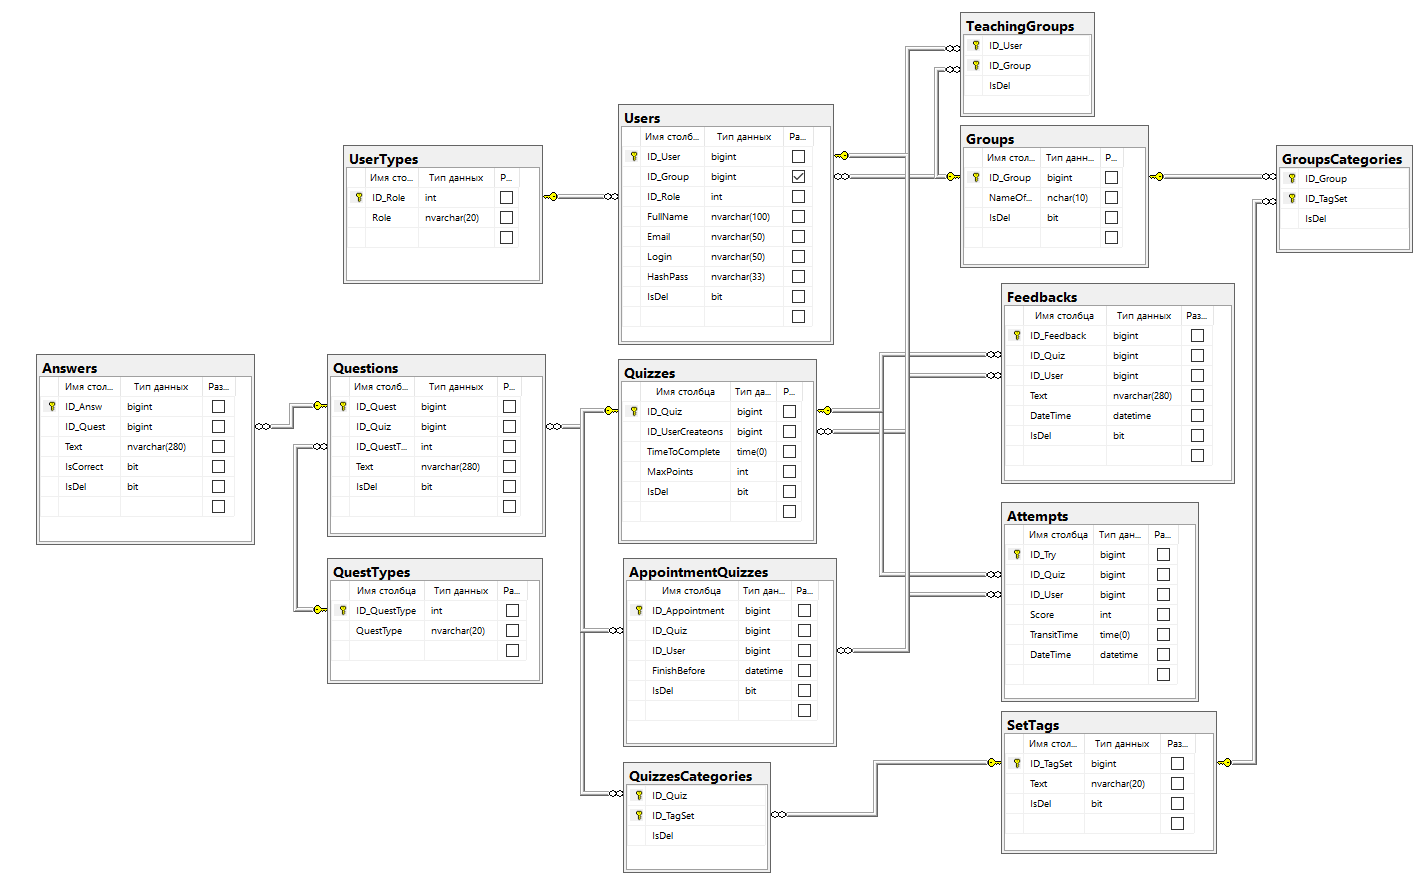 TeachingGroups
ID_User
ID_Group
IsDel
Users
Имя столб... Тип данных Ра...
ID_User bigint
ID_Group bigint
ID_Role int
FullName nvarchar(100)
Email nvarchar(50)
Login nvarchar(50)
HashPass nvarchar(33)
IsDel bit
Groups
Имя стол... Тип данн... Р...
ID_Group bigint
NameOf... nchar(10)
IsDel bit
UserTypes
Имя сто... Тип данных Р...
ID_Role int
Role nvarchar(20)
GroupsCategories
ID_Group
ID_TagSet
IsDel
Feedbacks
Имя столбца Тип данных Раз...
ID_Feedback bigint
ID_Quiz bigint
ID_User bigint
Text nvarchar(280)
DateTime datetime
IsDel bit
Answers
Имя стол... Тип данных Раз...
ID_Answ bigint
ID_Quest bigint
Text nvarchar(280)
IsCorrect bit
IsDel bit
Questions
Имя столб... Тип данных Р...
ID_Quest bigint
ID_Quiz bigint
ID_QuestT... int
Text nvarchar(280)
IsDel bit
Quizzes
Имя столбца Тип да... Р...
ID_Quiz bigint
ID_UserCreateons bigint
TimeToComplete time(0)
MaxPoints int
IsDel bit
Attempts
Имя столбца Тип дан... Ра...
ID_Try bigint
ID_Quiz bigint
ID_User bigint
Score int
TransitTime time(0)
DateTime datetime
QuestTypes
Имя столбца Тип данных Ра...
ID_QuestType int
QuestType nvarchar(20)
AppointmentQuizzes
Имя столбца Тип дан... Ра...
ID_Appointment bigint
ID_Quiz bigint
ID_User bigint
FinishBefore datetime
IsDel bit
SetTags
Имя стол... Тип данных Раз...
ID_TagSet bigint
Text nvarchar(20)
IsDel bit
QuizzesCategories
ID_Quiz
ID_TagSet
IsDel